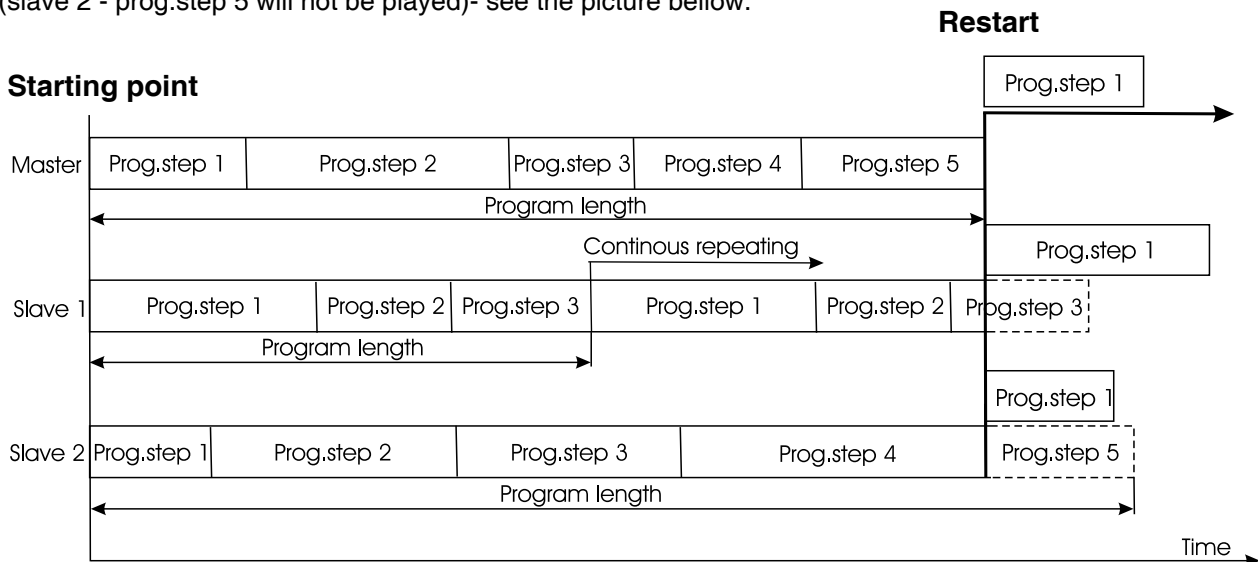 (slave 2 - prog.step 5 will not be played)- see the picture bellow.
Restart
Starting point
Prog.step 1
Master
Prog.step 1
Prog.step 2
Prog.step 3
Prog.step 4
Prog.step 5
Program length
Continous repeating
Prog.step 1
Slave 1
Prog.step 1
Prog.step 2
Prog.step 3
Prog.step 1
Prog.step 2
Prog.step 3
Program length
Prog.step 1
Slave 2
Prog.step 1
Prog.step 2
Prog.step 3
Prog.step 4
Prog.step 5
Program length
Time